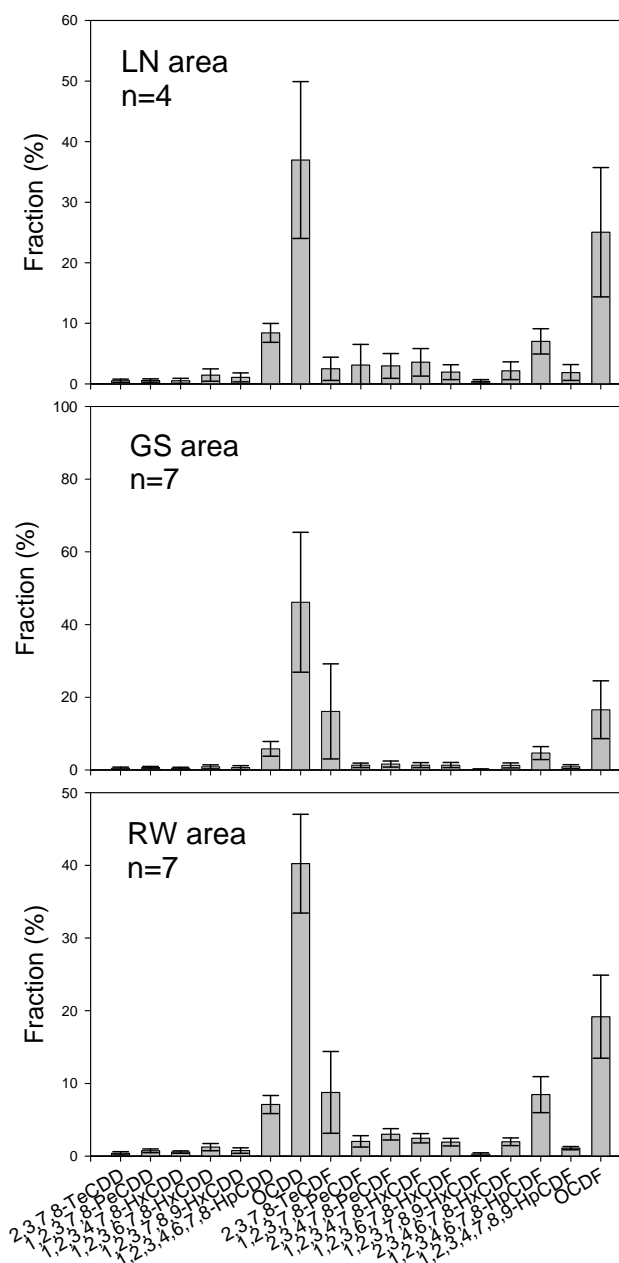 60
50
40
30
20
10
0
Fraction (%)
LN area
n=4
100
80
60
40
20
0
Fraction (%)
GS area
n=7
50
40
30
20
10
0
Fraction (%)
RW area
n=7
2,3,7,8-TeCDD
1,2,3,7,8-PeCDD
1,2,3,4,7,8-HxCDD
1,2,3,6,7,8-HxCDD
1,2,3,7,8,9-HxCDD
1,2,3,4,6,7,8-HpCDD
OCDD
2,3,7,8-TeCDF
1,2,3,7,8-PeCDF
2,3,4,7,8-PeCDF
1,2,3,4,7,8-HxCDF
1,2,3,6,7,8-HxCDF
1,2,3,7,8,9-HxCDF
2,3,4,6,7,8-HxCDF
1,2,3,4,6,7,8-HpCDF
1,2,3,4,7,8,9-HpCDF
OCDF